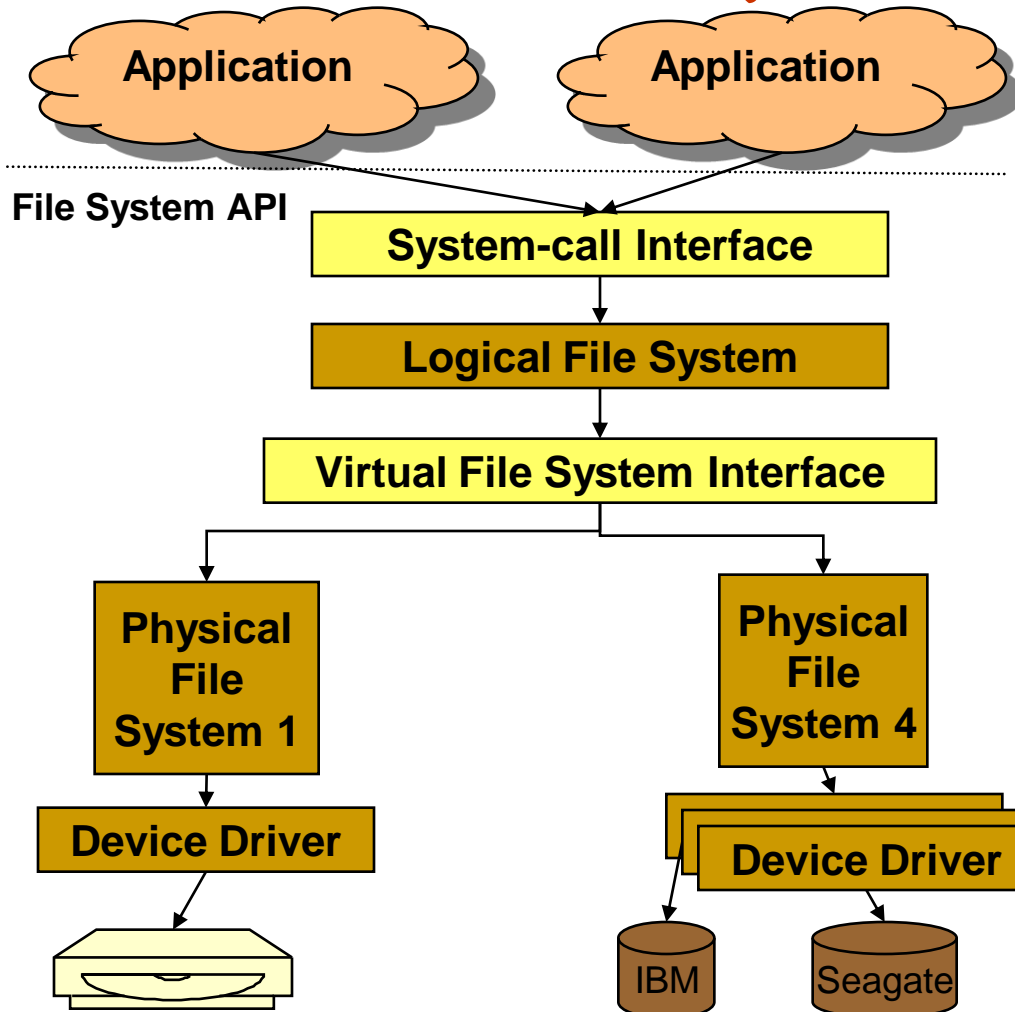 Application
Application
File System API
System-call Interface
Logical File System
Virtual File System Interface
Physical
File
System 1
Physical
File
System 4
Device Driver
Device Driver
IBM
Seagate